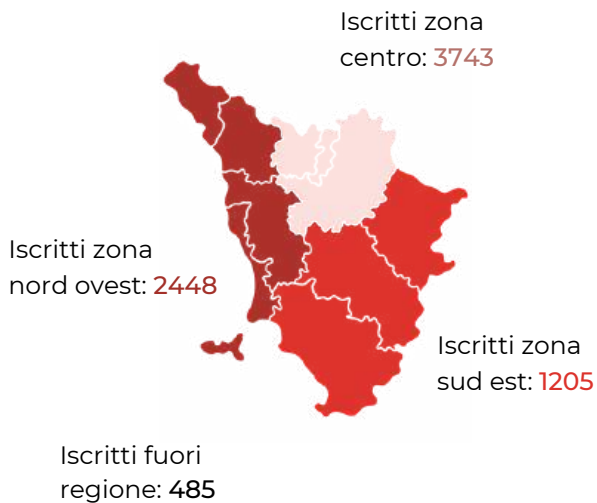 Iscritti zona
centro: 3743
Iscritti zona
nord ovest: 2448
Iscritti zona
sud est: 1205
Iscritti fuori
regione: 485